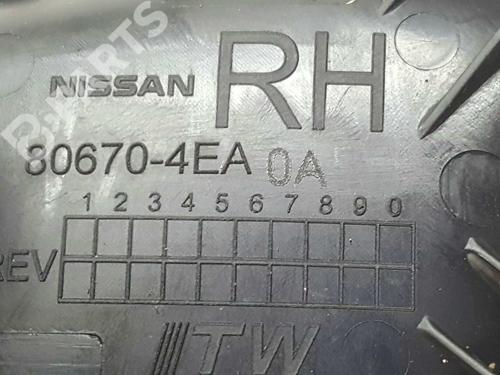 NISSAN RH
80670-4EA 0A
1 2 3 4 5 6 7 8 9 0
REV
TW